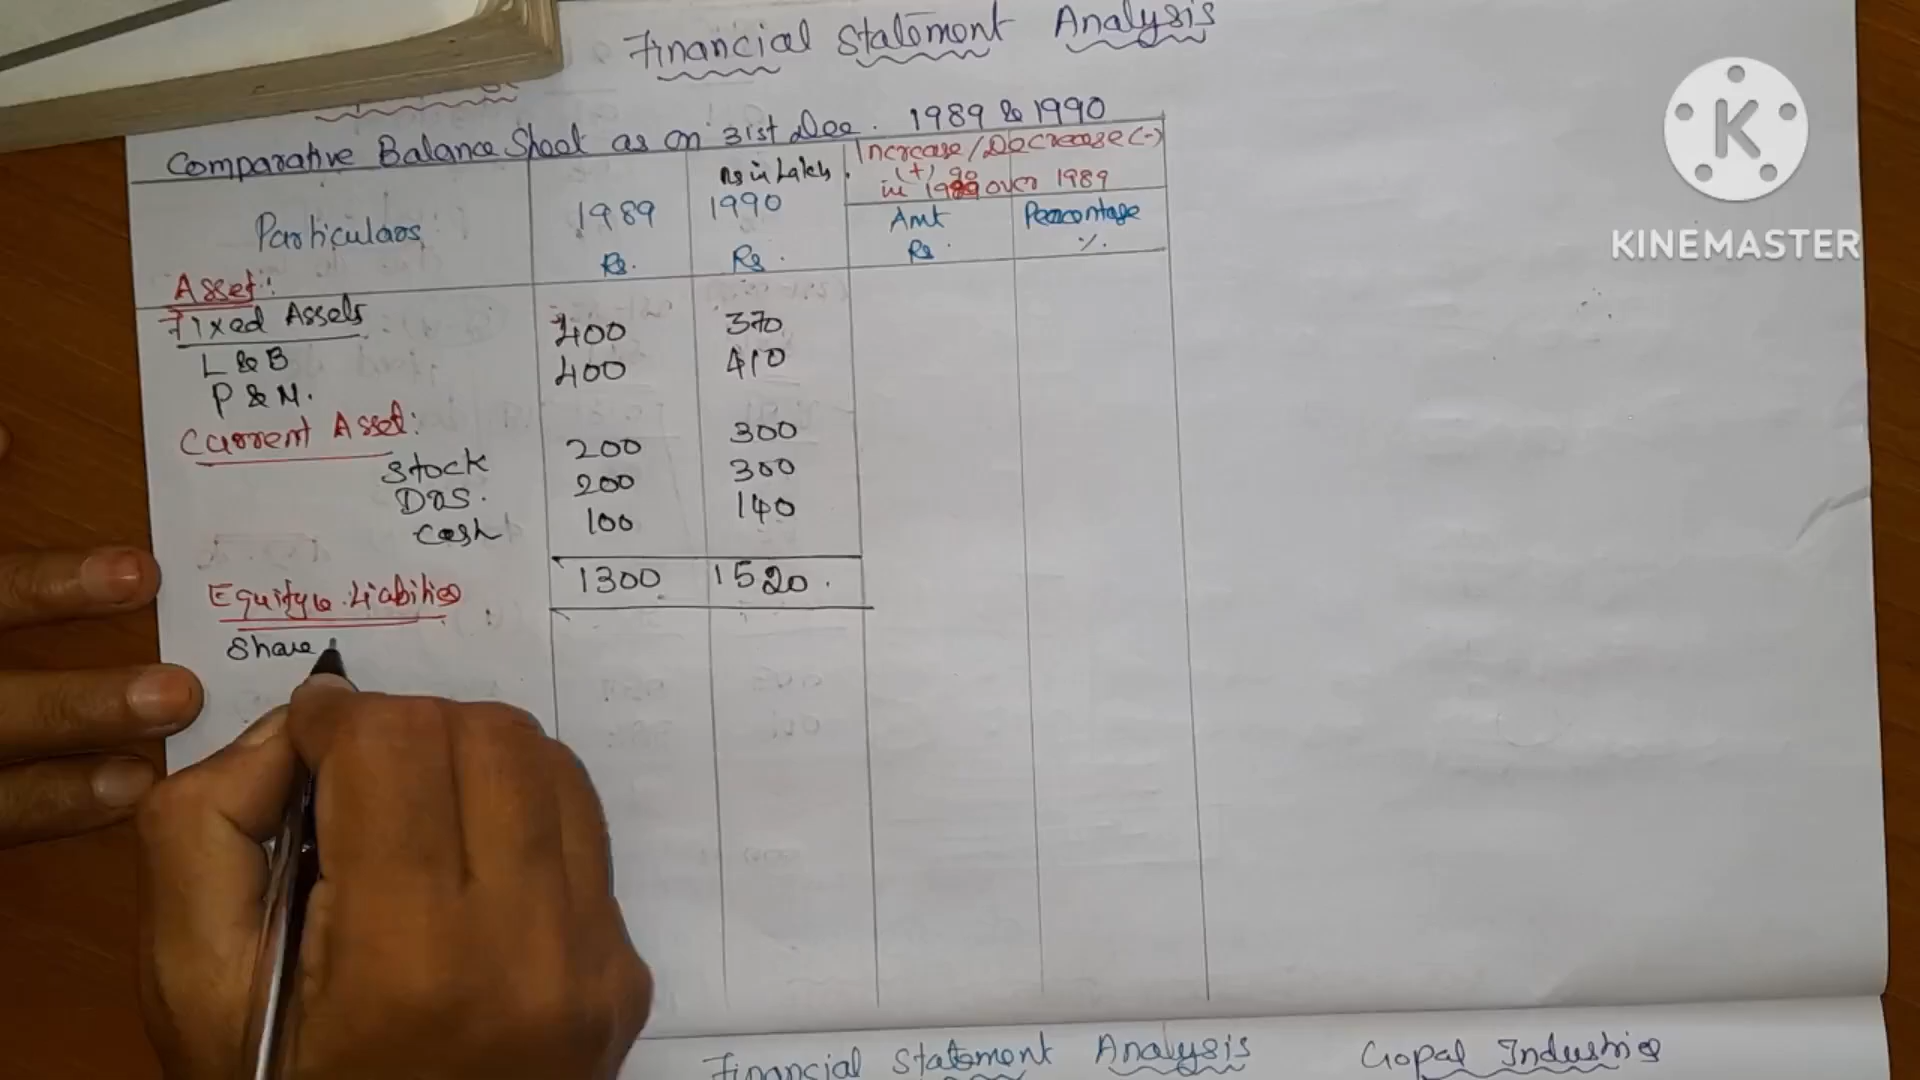 Financial Statement Analysis
Comparative Balance Sheet as on 31st Dec. 1989 & 1990
Rs in Lakhs.
Increase/Decrease(-)
(+) 90
in 1989 over 1989
Particulars 1989 1990 Amt Percentage
Rs. Rs. Rs. %.
Asset:
Fixed Assets
L & B 400 370
P & M. 400 410
Current Asset:
Stock 200 300
Drs. 200 300
Cash 100 140
1300 1520.
Equity & Liabilities :
Share
Financial Statement Analysis Gopal Industries
K
KINEMASTER